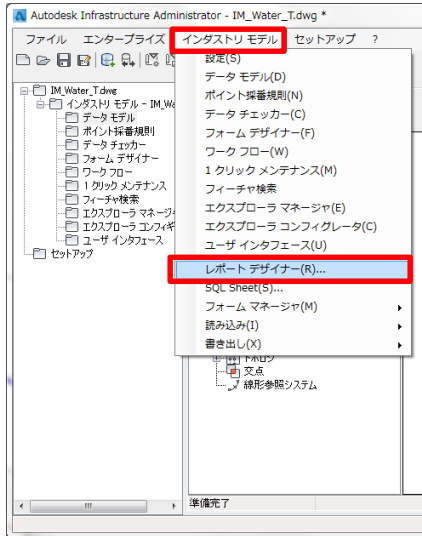 Autodesk Infrastructure Administrator - IM_Water_T.dwg *
ファイル エンタープライズ インダストリ モデル セットアップ ?
IM_Water_T.dwg
インダストリ モデル - IM_Wa
データ モデル
ポイント採番規則
データ チェッカー
フォーム デザイナー
ワーク フロー
1 クリック メンテナンス
フィーチャ検索
エクスプローラ マネージ
エクスプローラ コンフィギ
ユーザ インタフェース
セットアップ
設定(S)
データ モデル(D)
ポイント採番規則(N)
データ チェッカー(C)
フォーム デザイナー(F)
ワーク フロー(W)
1 クリック メンテナンス(M)
フィーチャ検索
エクスプローラ マネージャ(E)
エクスプローラ コンフィグレータ(C)
ユーザ インタフェース(U)
レポート デザイナー(R)...
SQL Sheet(S)...
フォーム マネージャ(M)
読み込み(I)
書き出し(X)
トポロジ
交点
線形参照システム
準備完了